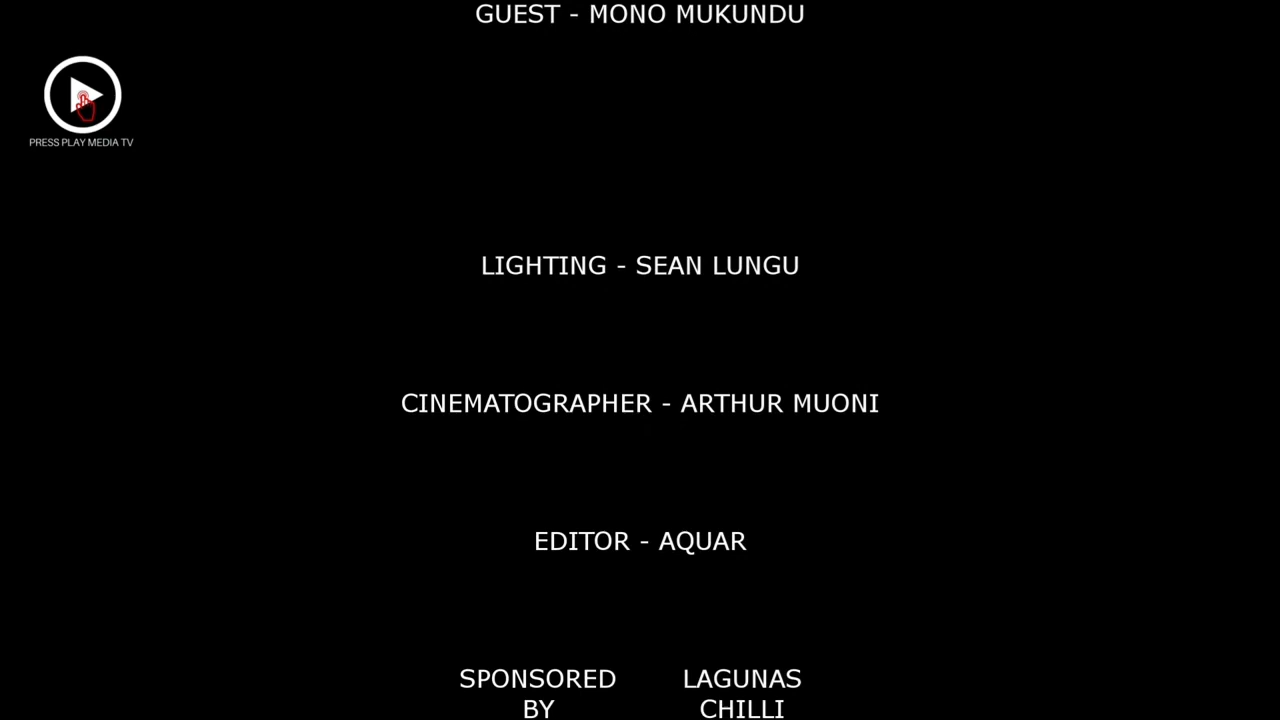 GUEST - MONO MUKUNDU
PRESS PLAY MEDIA TV
LIGHTING - SEAN LUNGU
CINEMATOGRAPHER - ARTHUR MUONI
EDITOR - AQUAR
SPONSORED LAGUNAS
BY CHILLI